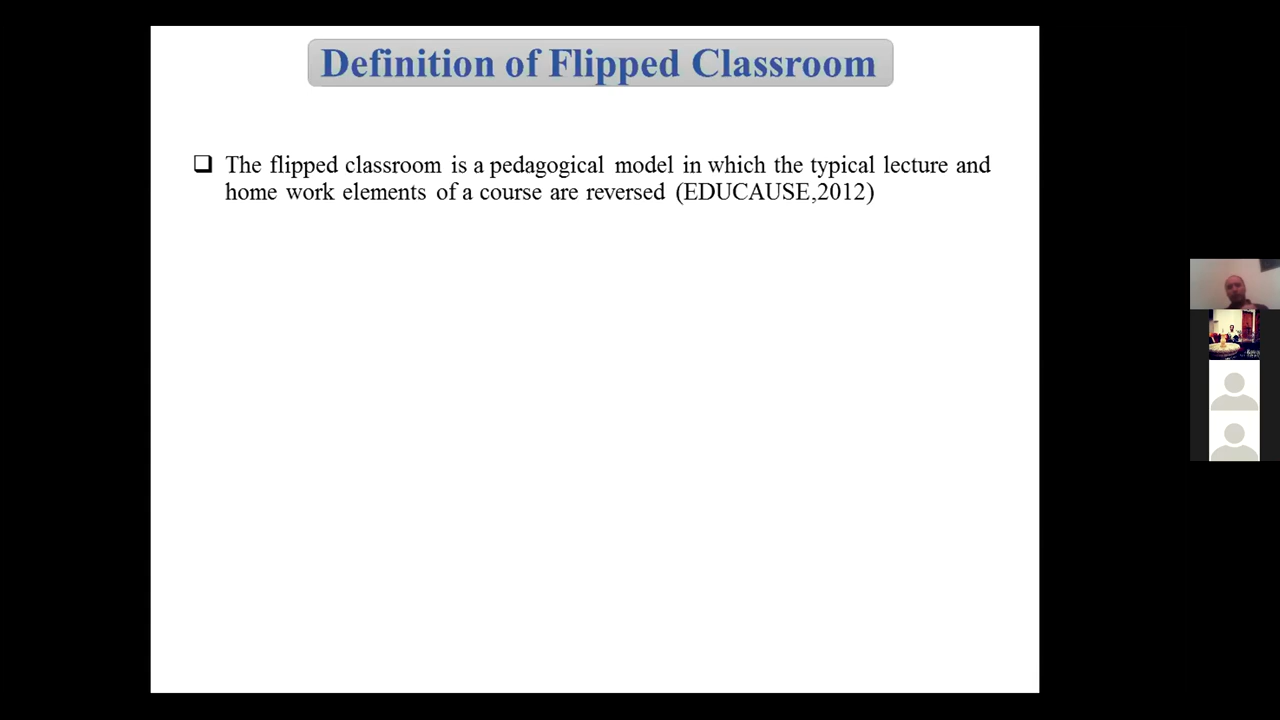 Definition of Flipped Classroom
The flipped classroom is a pedagogical model in which the typical lecture and
home work elements of a course are reversed (EDUCAUSE,2012)